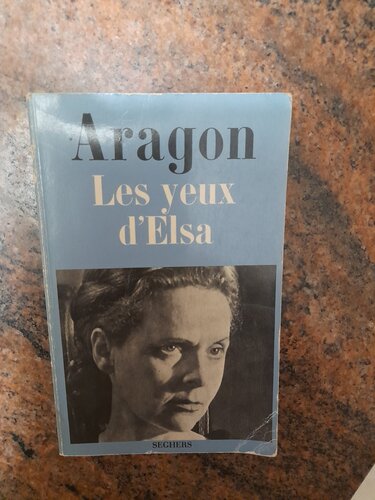 Aragon
Les yeux
d'Elsa
SEGHERS